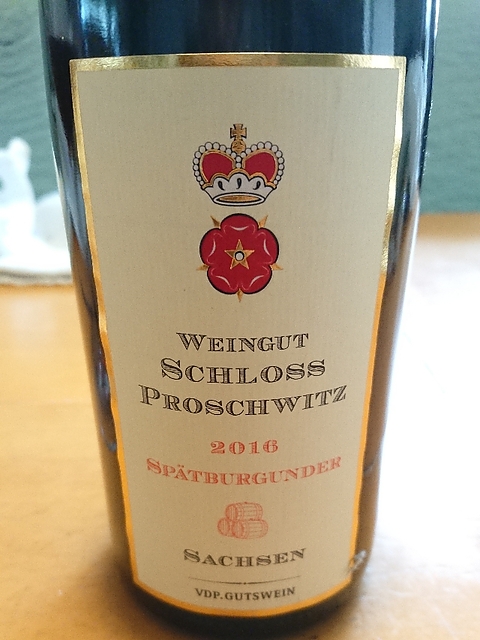 WEINGUT
SCHLOSS
PROSCHWITZ
2016
SPÄTBURGUNDER
SACHSEN
VDP.GUTSWEIN